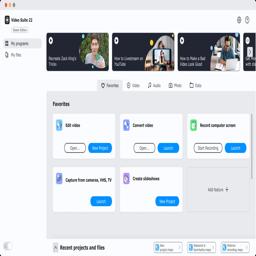 Video Suite 22
My programs
My files
Recreate Zack King's
Tricks
How to Livestream on
YouTube
How to Make a Bad
Video Look Good
Favorites
Video
Audio
Photo
Data
Favorites
Edit video
Open...
New Project
Convert video
Open...
Launch
Record computer screen
Start Recording
Launch
Capture from cameras, VHS, TV
Launch
Create slideshows
New Project
Add feature +
Recent projects and files